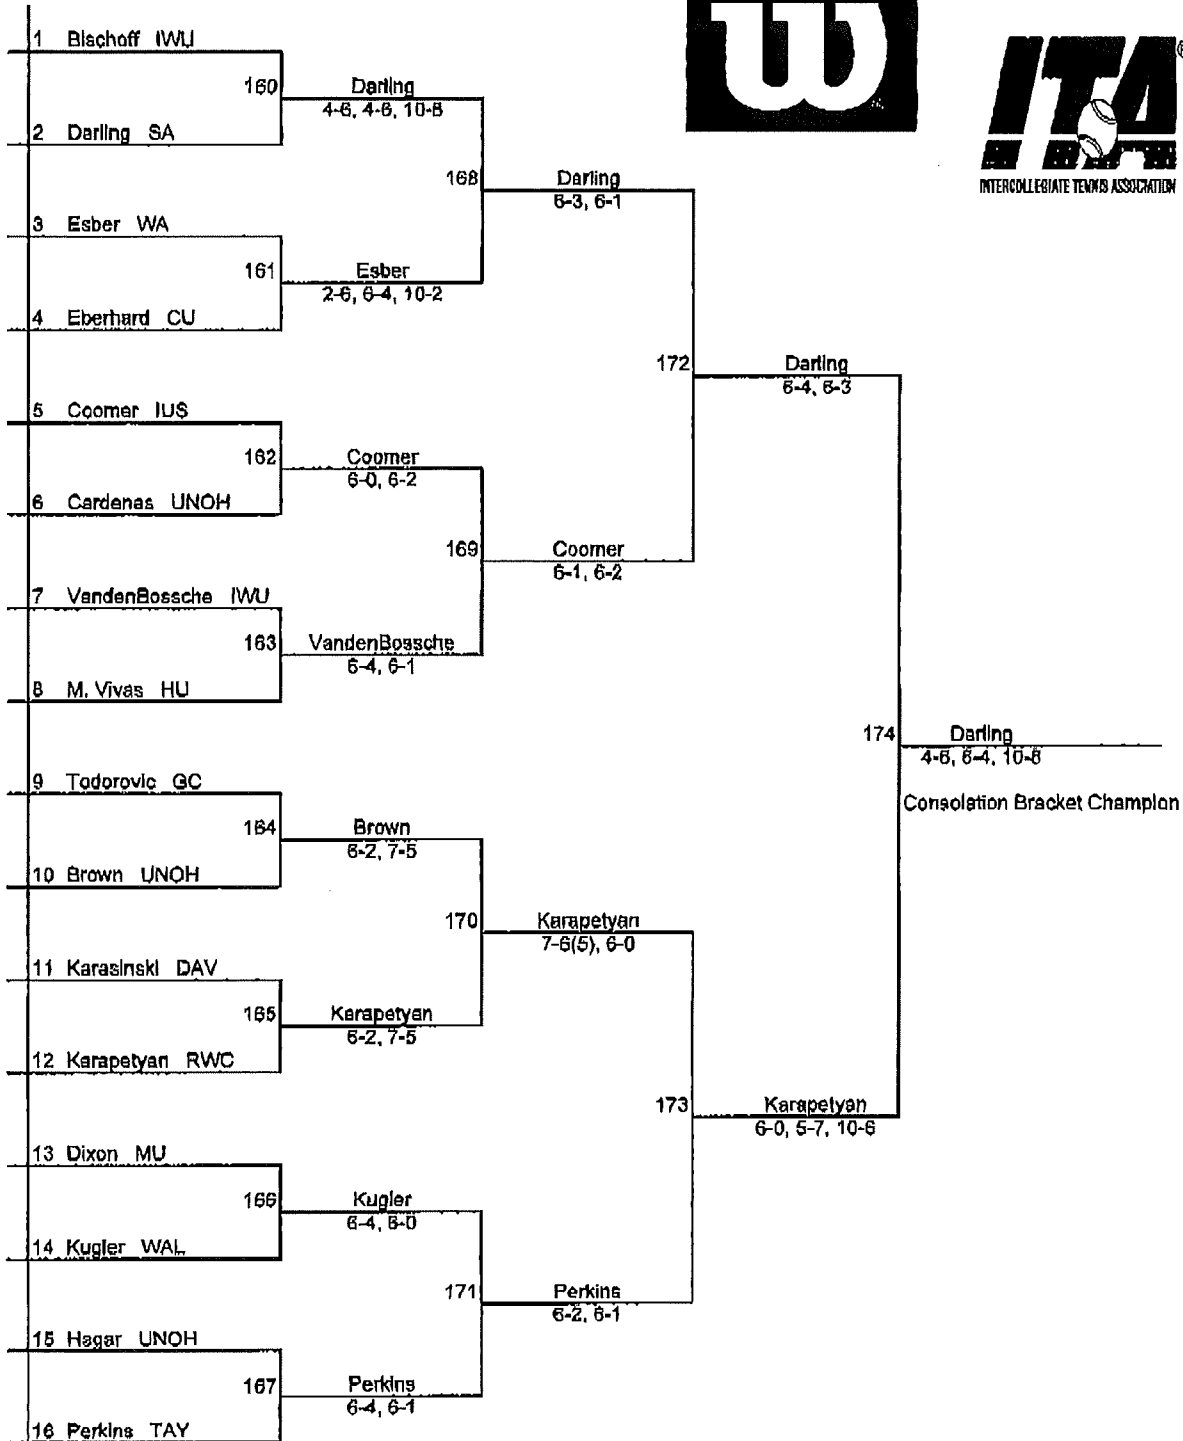 1 Bischoff IWU
160 Darling
4-6, 4-6, 10-8
2 Darling SA
168 Darling
6-3, 6-1
3 Esber WA
161 Esber
2-6, 6-4, 10-2
4 Eberhard CU
172 Darling
6-4, 6-3
5 Coomer IUS
162 Coomer
6-0, 6-2
6 Cardenas UNOH
169 Coomer
6-1, 6-2
7 VandenBossche IWU
163 VandenBossche
6-4, 6-1
8 M. Vivas HU
174 Darling
4-6, 6-4, 10-8
Consolation Bracket Champion
9 Todorovic GC
164 Brown
6-2, 7-5
10 Brown UNOH
170 Karapetyan
7-6(5), 6-0
11 Karasinski DAV
165 Karapetyan
6-2, 7-5
12 Karapetyan RWC
173 Karapetyan
6-0, 5-7, 10-6
13 Dixon MU
166 Kugler
6-4, 6-0
14 Kugler WAL
171 Perkins
6-2, 6-1
15 Hagar UNOH
167 Perkins
6-4, 6-1
16 Perkins TAY
W
ITA®
INTERCOLLEGIATE TENNIS ASSOCIATION